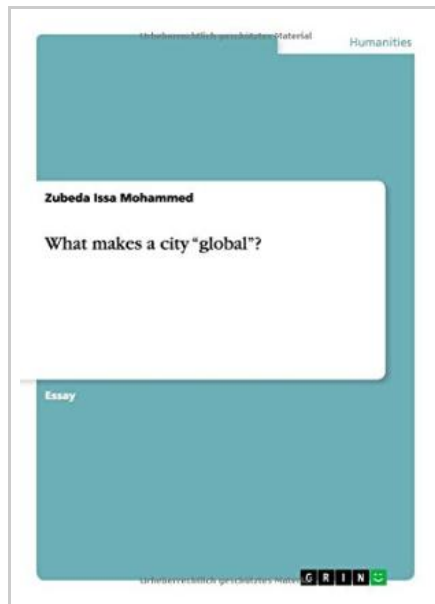 Urheberrechtlich geschütztes Material
Humanities
Zubeda Issa Mohammed
What makes a city “global”?
Essay
Urheberrechtlich geschütztes Material
GRIN